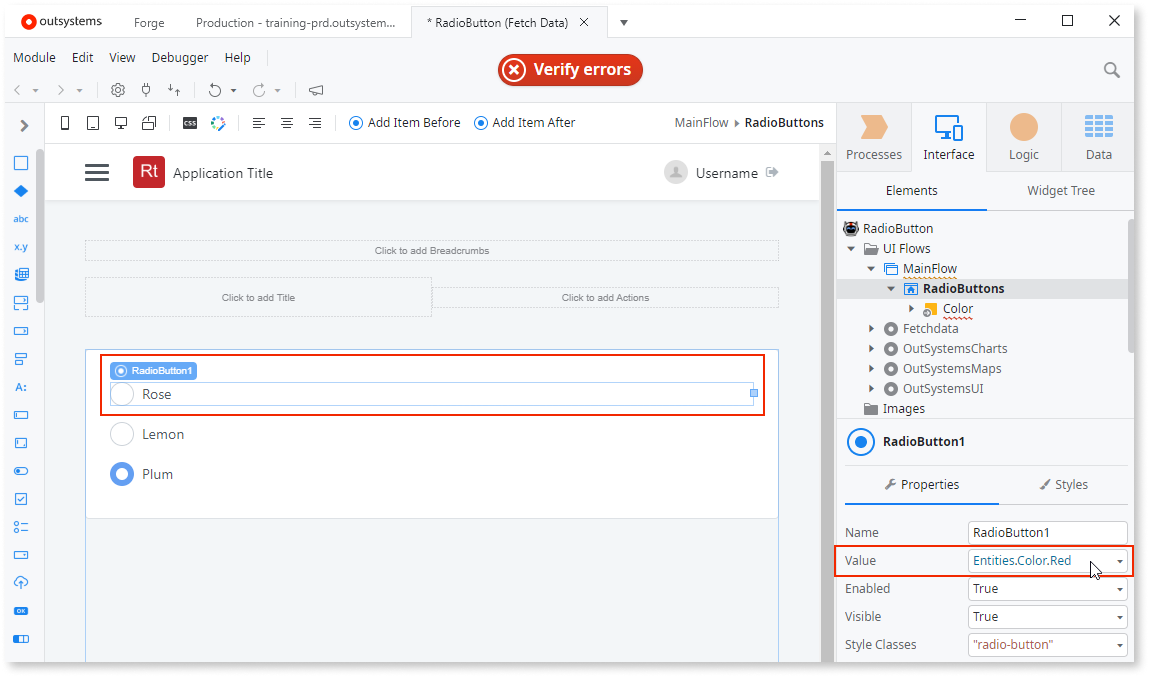 outsystems Forge Production - training-prd.outsystem... * RadioButton (Fetch Data)
Module Edit View Debugger Help
Verify errors
CSS Add Item Before Add Item After MainFlow RadioButtons
Processes Interface Logic Data
Rt Application Title Username
Elements Widget Tree
abc
x.y
A:
OK
Click to add Breadcrumbs
Click to add Title Click to add Actions
RadioButton1
Rose
Lemon
Plum
RadioButton
UI Flows
MainFlow
RadioButtons
Color
Fetchdata
OutSystemsCharts
OutSystemsMaps
OutSystemsUI
Images
RadioButton1
Properties Styles
Name RadioButton1
Value Entities.Color.Red
Enabled True
Visible True
Style Classes "radio-button"